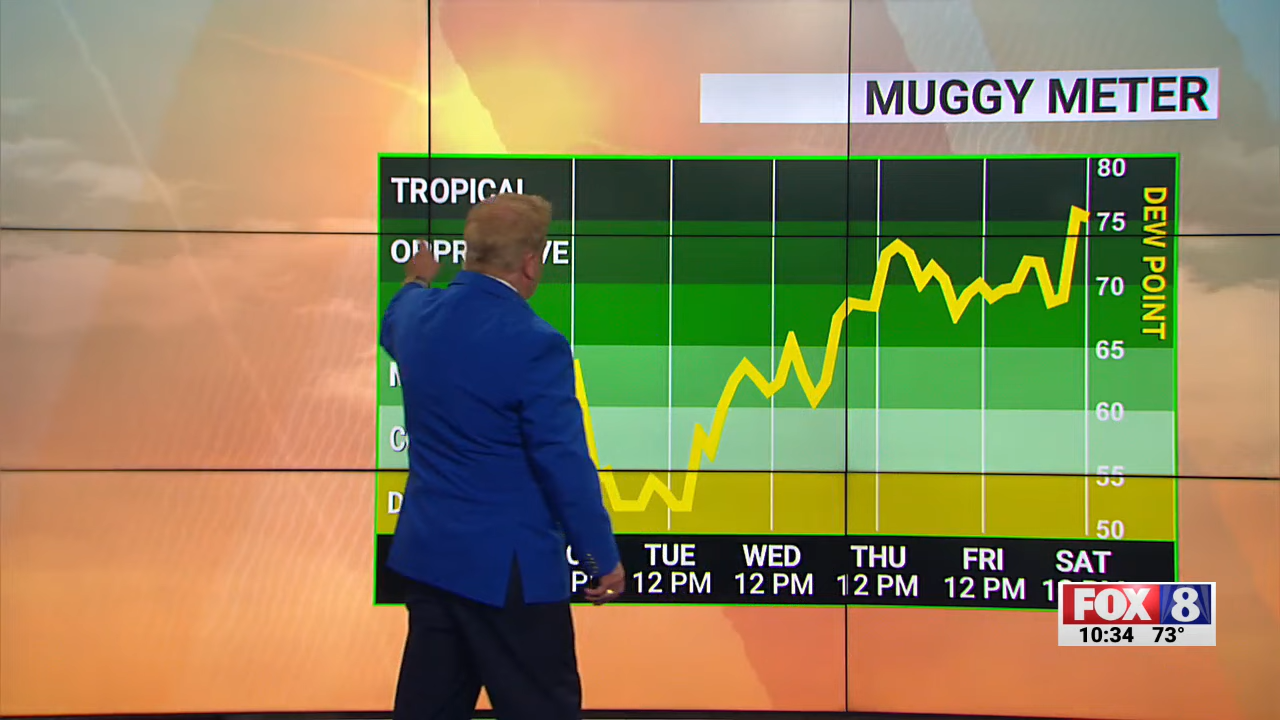 MUGGY METER
TROPICAL
80
75
70
65
60
55
50
DEW POINT
TUE
WED
THU
FRI
SAT
12 PM
12 PM
12 PM
12 PM
FOX 8
10:34 73°